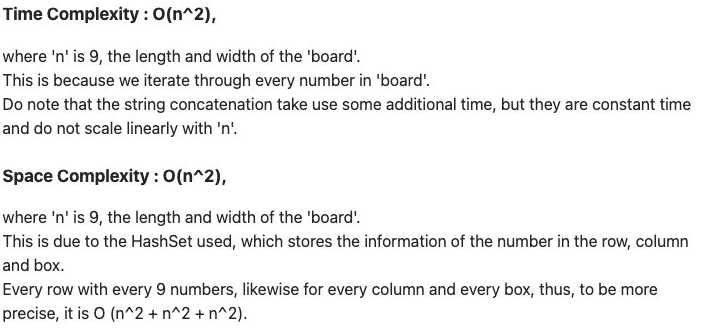 Time Complexity : O(n^2),
where 'n' is 9, the length and width of the 'board'.
This is because we iterate through every number in 'board'.
Do note that the string concatenation take use some additional time, but they are constant time
and do not scale linearly with 'n'.
Space Complexity : O(n^2),
where 'n' is 9, the length and width of the 'board'.
This is due to the HashSet used, which stores the information of the number in the row, column
and box.
Every row with every 9 numbers, likewise for every column and every box, thus, to be more
precise, it is O (n^2 + n^2 + n^2).